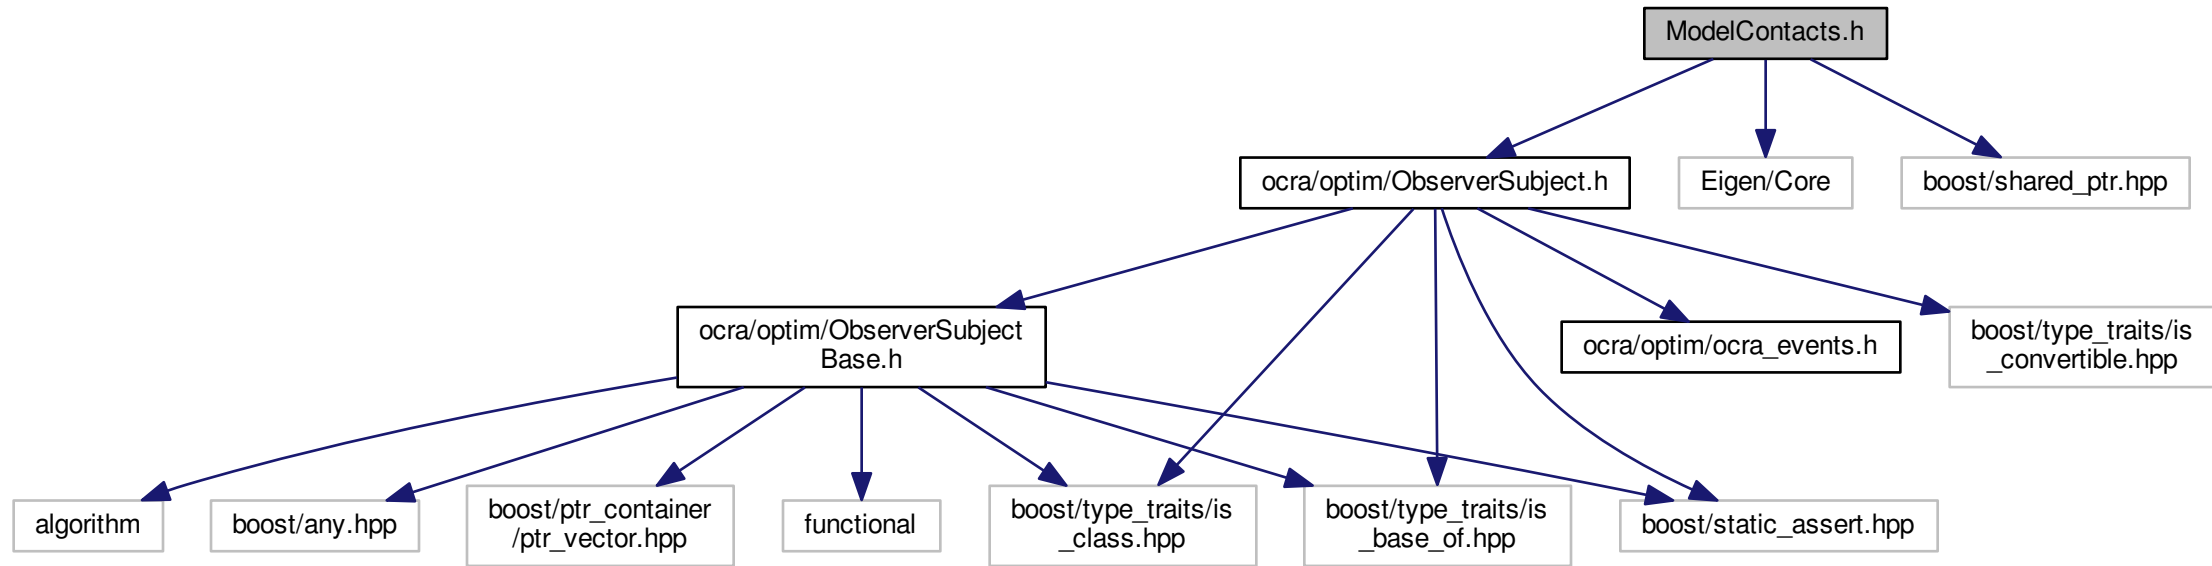 ModelContacts.h
ocra/optim/ObserverSubject.h
Eigen/Core
boost/shared_ptr.hpp
ocra/optim/ObserverSubject
Base.h
ocra/optim/ocra_events.h
boost/type_traits/is
_convertible.hpp
algorithm
boost/any.hpp
boost/ptr_container
/ptr_vector.hpp
functional
boost/type_traits/is
_class.hpp
boost/type_traits/is
_base_of.hpp
boost/static_assert.hpp